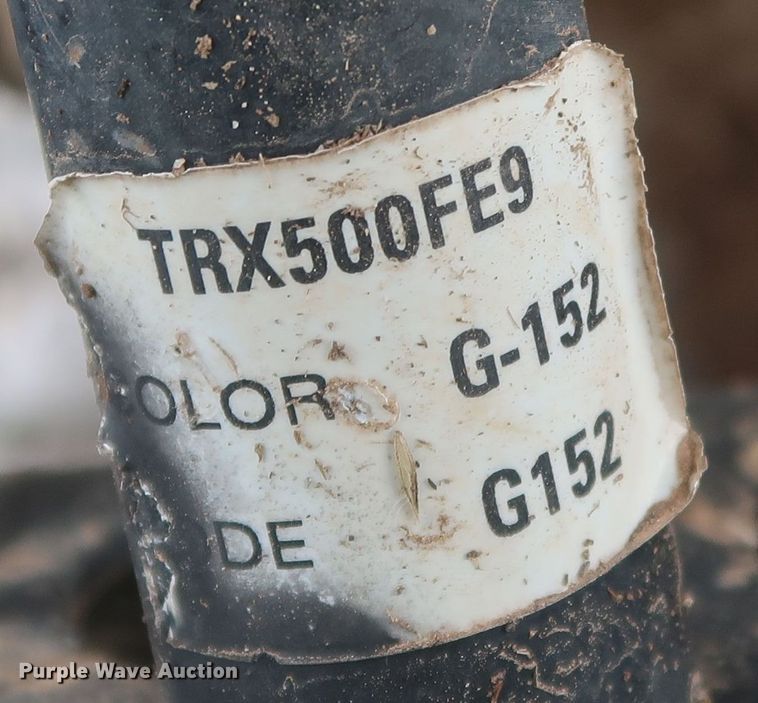 TRX500FE9
OLOR G-152
DE G152
Purple Wave Auction